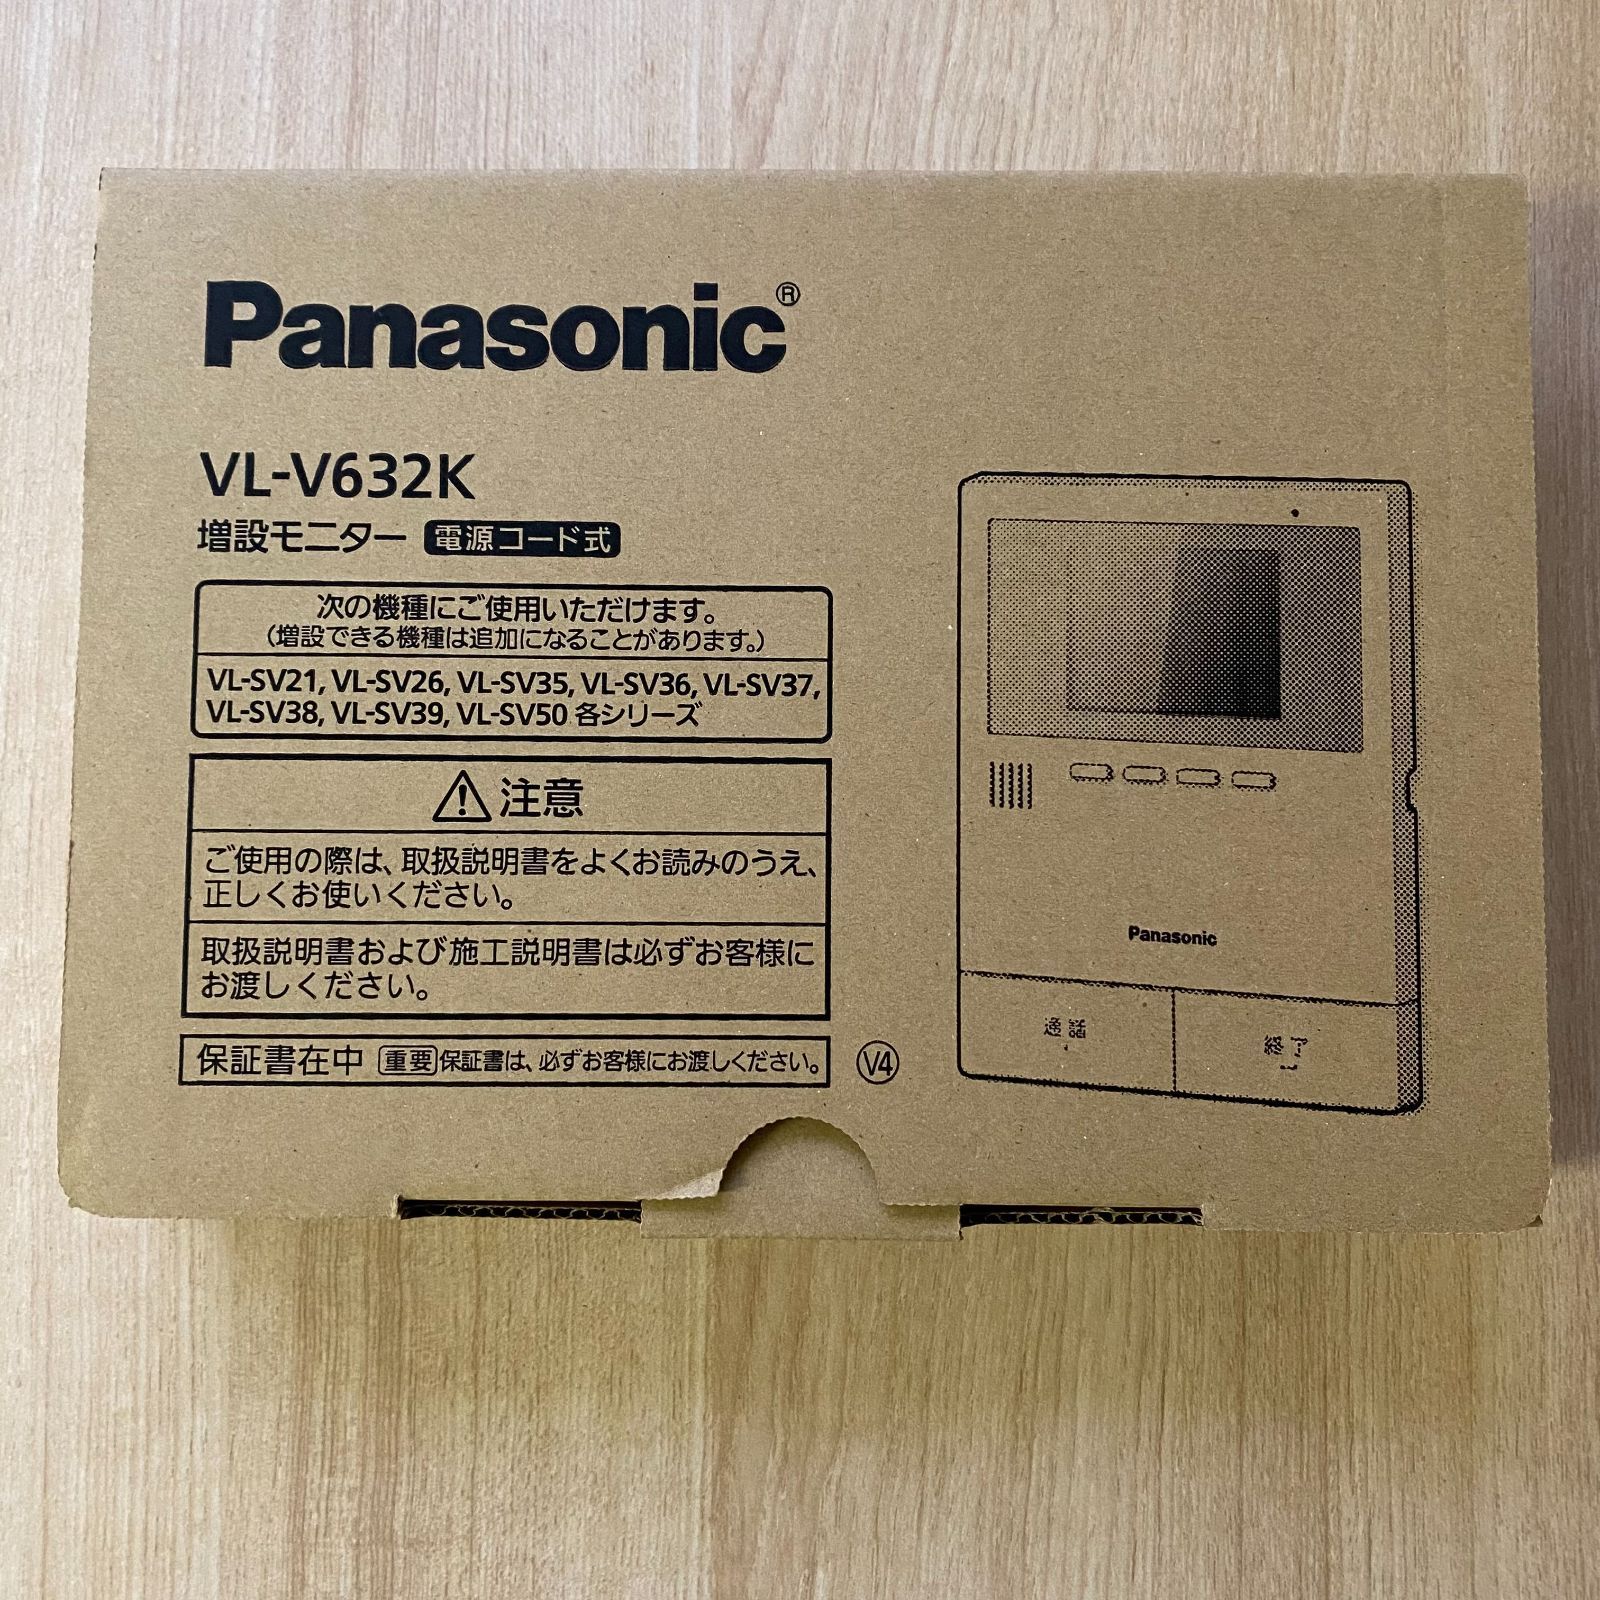 Panasonic®
VL-V632K
増設モニター 電源コード式
次の機種にご使用いただけます。
(増設できる機種は追加になることがあります。)
VL-SV21, VL-SV26, VL-SV35, VL-SV36, VL-SV37,
VL-SV38, VL-SV39, VL-SV50 各シリーズ
注意
ご使用の際は、取扱説明書をよくお読みのうえ、
正しくお使いください。
取扱説明書および施工説明書は必ずお客様に
お渡しください。
保証書在中 重要 保証書は、必ずお客様にお渡しください。
V4
Panasonic
通話
終了